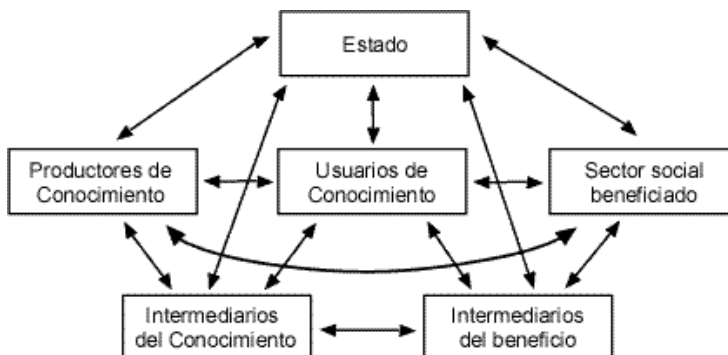 Estado
Productores de
Conocimiento
Usuarios de
Conocimiento
Sector social
beneficiado
Intermediarios
del Conocimiento
Intermediarios
del beneficio